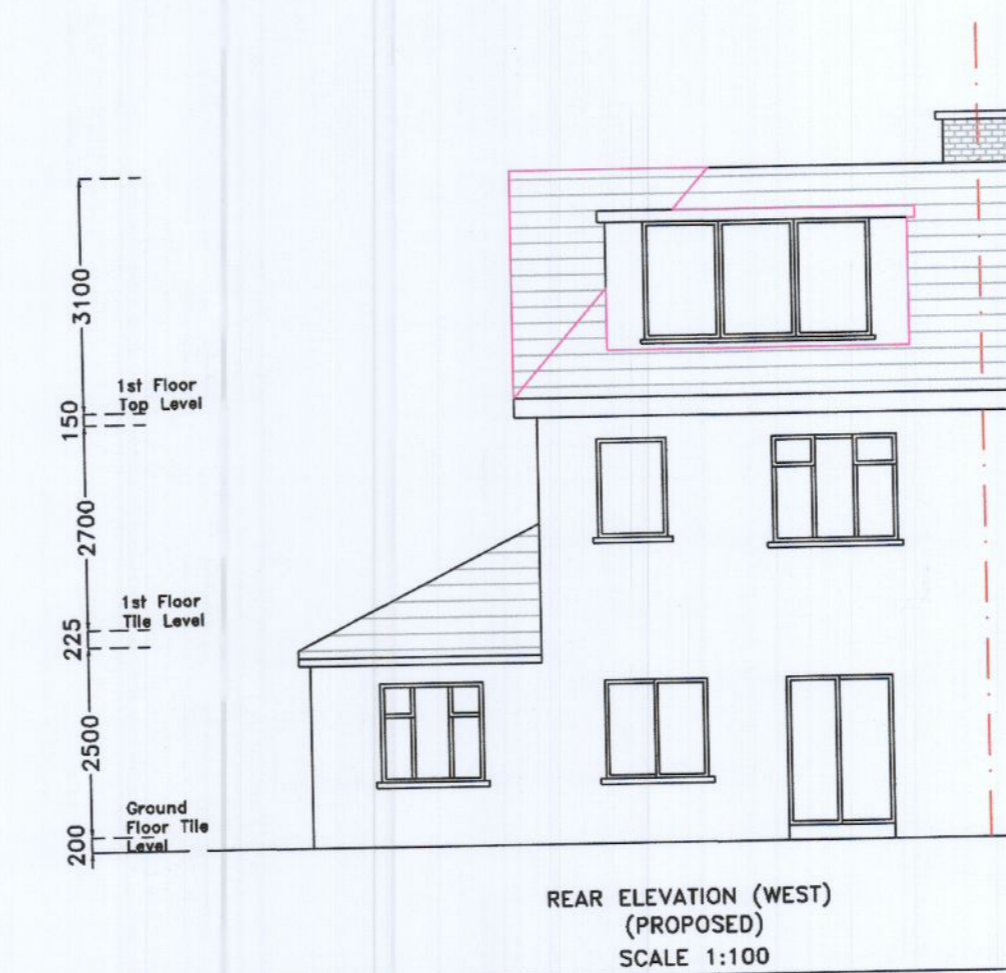 3100
1st Floor
Top Level
150
2700
1st Floor
Tile Level
225
2500
Ground
Floor Tile
Level
200
REAR ELEVATION (WEST)
(PROPOSED)
SCALE 1:100